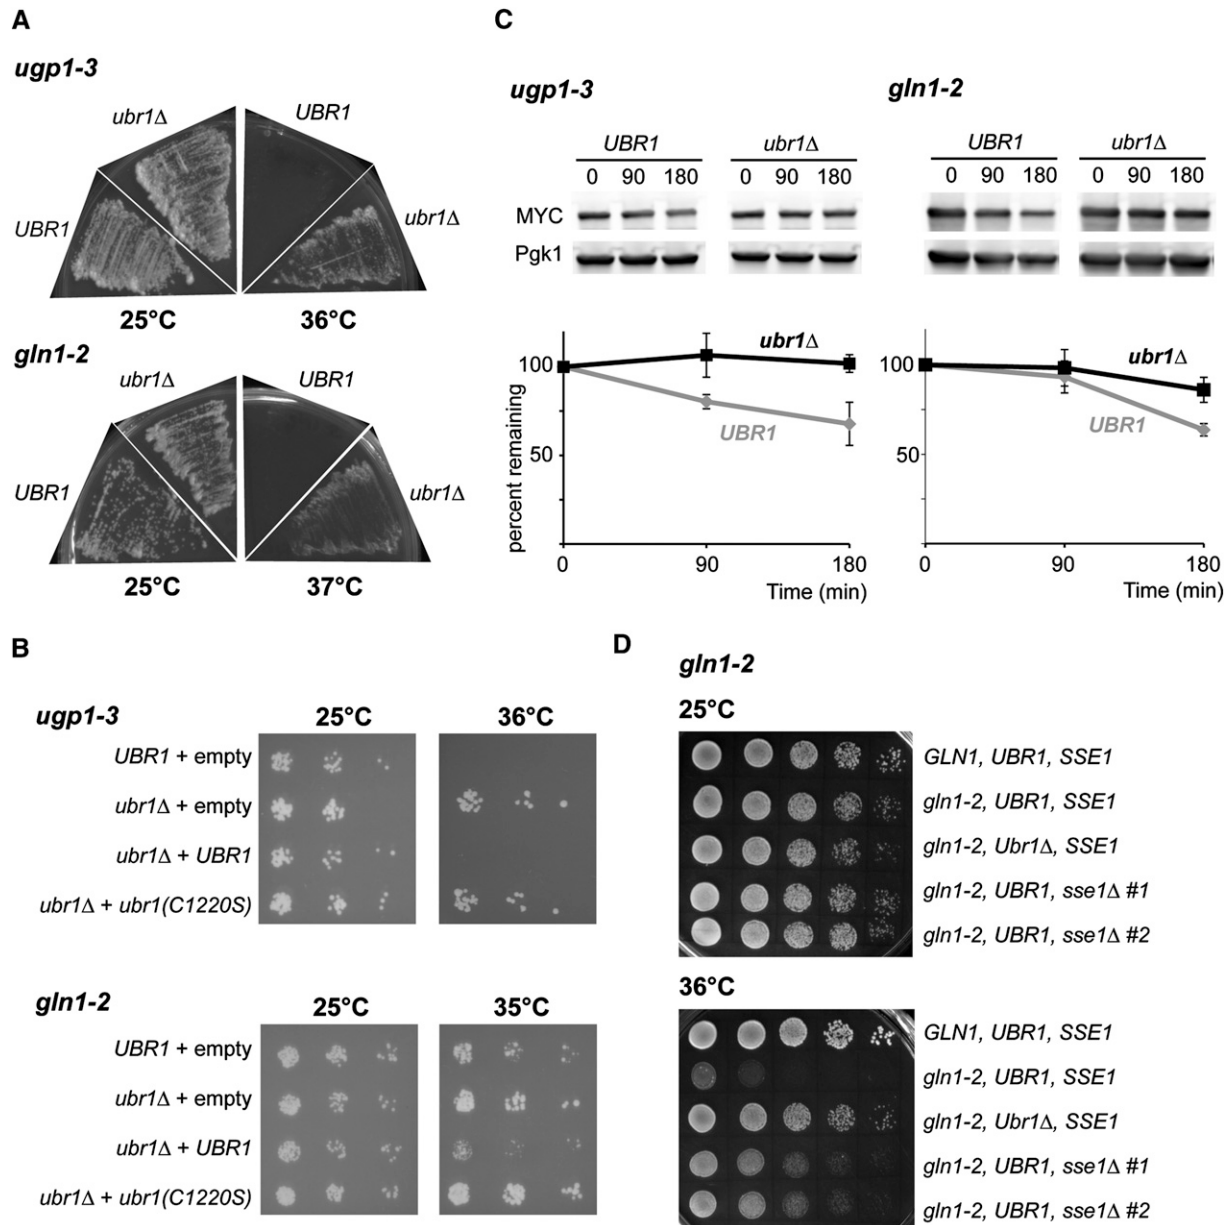 A
ugp1-3
ubr1Δ
UBR1
UBR1
ubr1Δ
25°C
36°C
gln1-2
ubr1Δ
UBR1
UBR1
ubr1Δ
25°C
37°C
C
ugp1-3
gln1-2
UBR1
ubr1Δ
UBR1
ubr1Δ
0 90 180
0 90 180
0 90 180
0 90 180
MYC
Pgk1
percent remaining
100
50
ubr1Δ
UBR1
0
90
180
Time (min)
100
50
ubr1Δ
UBR1
0
90
180
Time (min)
B
ugp1-3
25°C
36°C
UBR1 + empty
ubr1Δ + empty
ubr1Δ + UBR1
ubr1Δ + ubr1(C1220S)
gln1-2
25°C
35°C
UBR1 + empty
ubr1Δ + empty
ubr1Δ + UBR1
ubr1Δ + ubr1(C1220S)
D
gln1-2
25°C
GLN1, UBR1, SSE1
gln1-2, UBR1, SSE1
gln1-2, Ubr1Δ, SSE1
gln1-2, UBR1, sse1Δ #1
gln1-2, UBR1, sse1Δ #2
36°C
GLN1, UBR1, SSE1
gln1-2, UBR1, SSE1
gln1-2, Ubr1Δ, SSE1
gln1-2, UBR1, sse1Δ #1
gln1-2, UBR1, sse1Δ #2